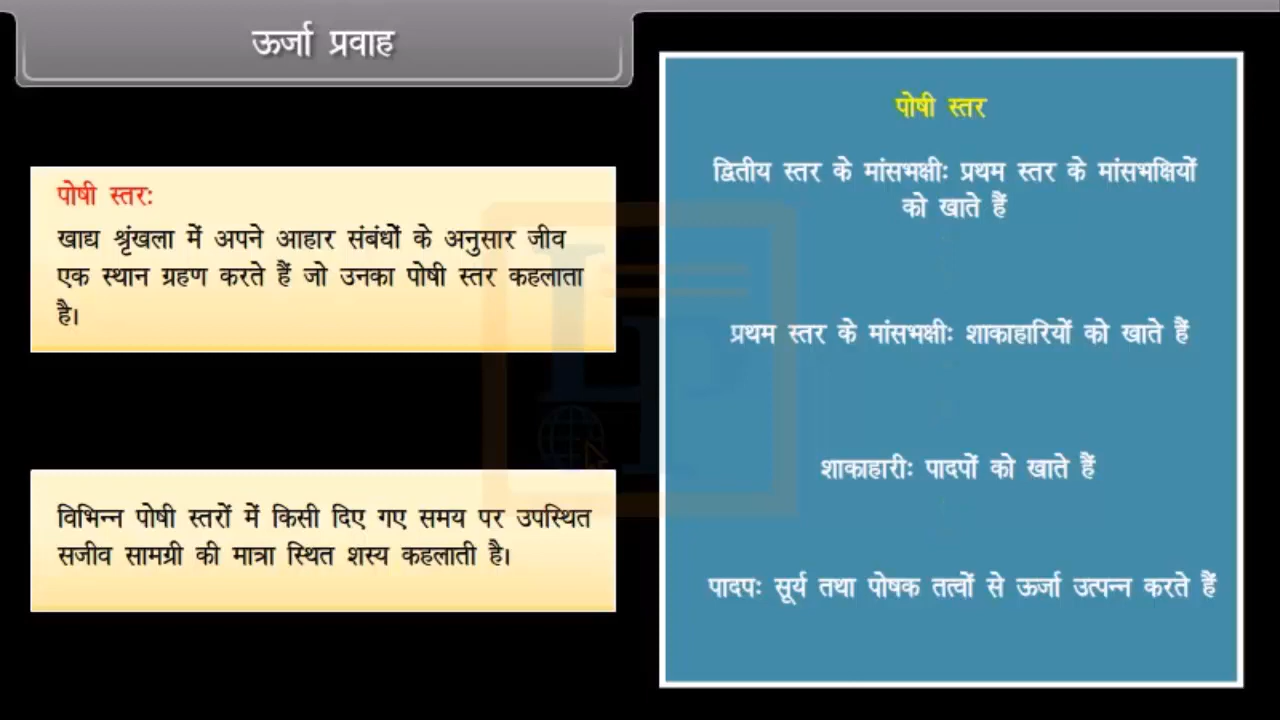 ऊर्जा प्रवाह
पोषी स्तरः
खाद्य श्रृंखला में अपने आहार संबंधों के अनुसार जीव
एक स्थान ग्रहण करते हैं जो उनका पोषी स्तर कहलाता
है।
विभिन्न पोषी स्तरों में किसी दिए गए समय पर उपस्थित
सजीव सामग्री की मात्रा स्थित शस्य कहलाती है।
पोषी स्तर
द्वितीय स्तर के मांसभक्षीः प्रथम स्तर के मांसभक्षियों
को खाते हैं
प्रथम स्तर के मांसभक्षीः शाकाहारियों को खाते हैं
शाकाहारीः पादपों को खाते हैं
पादपः सूर्य तथा पोषक तत्वों से ऊर्जा उत्पन्न करते हैं